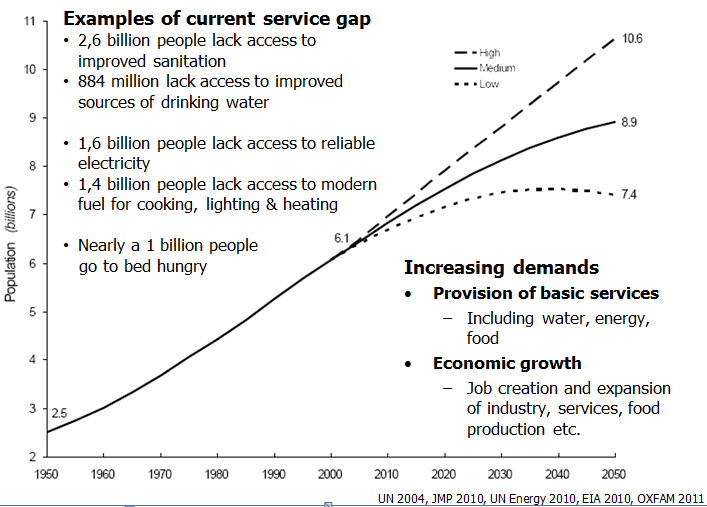 Examples of current service gap
• 2,6 billion people lack access to
improved sanitation
• 884 million lack access to improved
sources of drinking water
• 1,6 billion people lack access to reliable
electricity
• 1,4 billion people lack access to modern
fuel for cooking, lighting & heating
• Nearly a 1 billion people
go to bed hungry
High
Medium
Low
10.6
8.9
7.4
6.1
2.5
Increasing demands
• Provision of basic services
– Including water, energy,
food
• Economic growth
– Job creation and expansion
of industry, services, food
production etc.
Population (billions)
11
10
9
8
7
6
5
4
3
2
1950 1960 1970 1980 1990 2000 2010 2020 2030 2040 2050
UN 2004, JMP 2010, UN Energy 2010, EIA 2010, OXFAM 2011